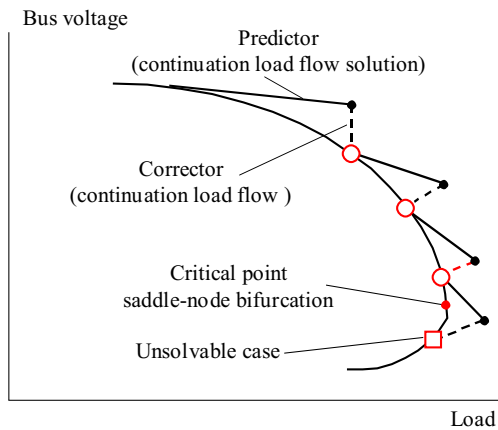 Bus voltage
Predictor
(continuation load flow solution)
Corrector
(continuation load flow )
Critical point
saddle-node bifurcation
Unsolvable case
Load